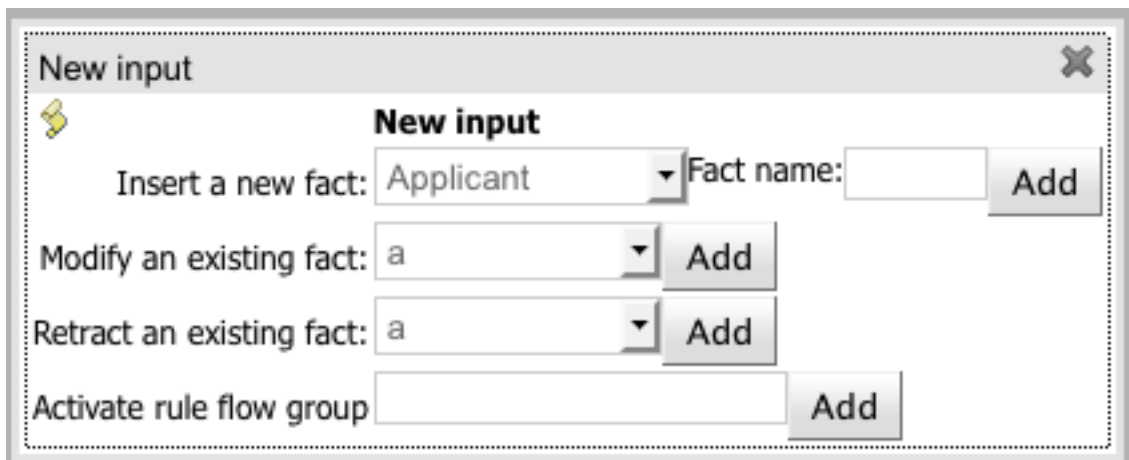 New input
New input
Insert a new fact: Applicant Fact name: Add
Modify an existing fact: a Add
Retract an existing fact: a Add
Activate rule flow group Add